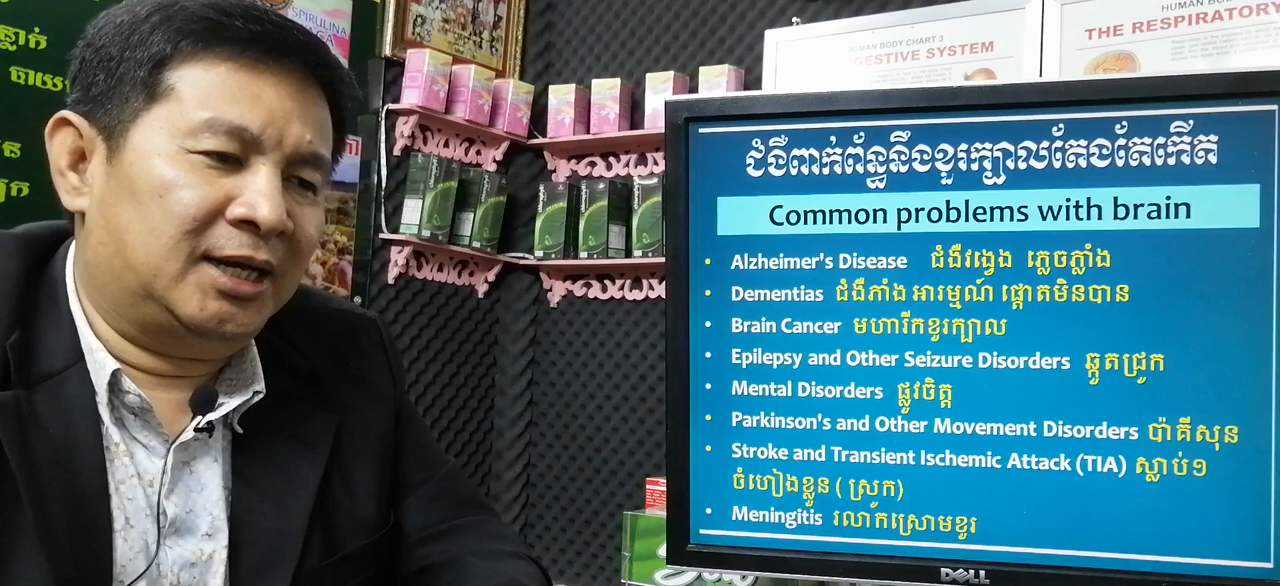 ន្លាក់
SPIRULINA
HUMAN BODY CHART 3
DIGESTIVE SYSTEM
THE RESPIRATORY
ជំងឺពាក់ព័ន្ធនឹងខួរក្បាលតែងតែកើត
Common problems with brain
• Alzheimer's Disease ជំងឺវង្វេង ភ្លេចភ្លាំង
• Dementias ជំងឺភាំង អារម្មណ៍ ផ្តោតមិនបាន
• Brain Cancer មហារីកខួរក្បាល
• Epilepsy and Other Seizure Disorders ឆ្កួតជ្រូក
• Mental Disorders ផ្លូវចិត្ត
• Parkinson's and Other Movement Disorders ប៉ាគីសុន
• Stroke and Transient Ischemic Attack (TIA) ស្លាប់១
ចំហៀងខ្លួន ( ស្រូក)
• Meningitis រលាកស្រោមខួរ
DELL